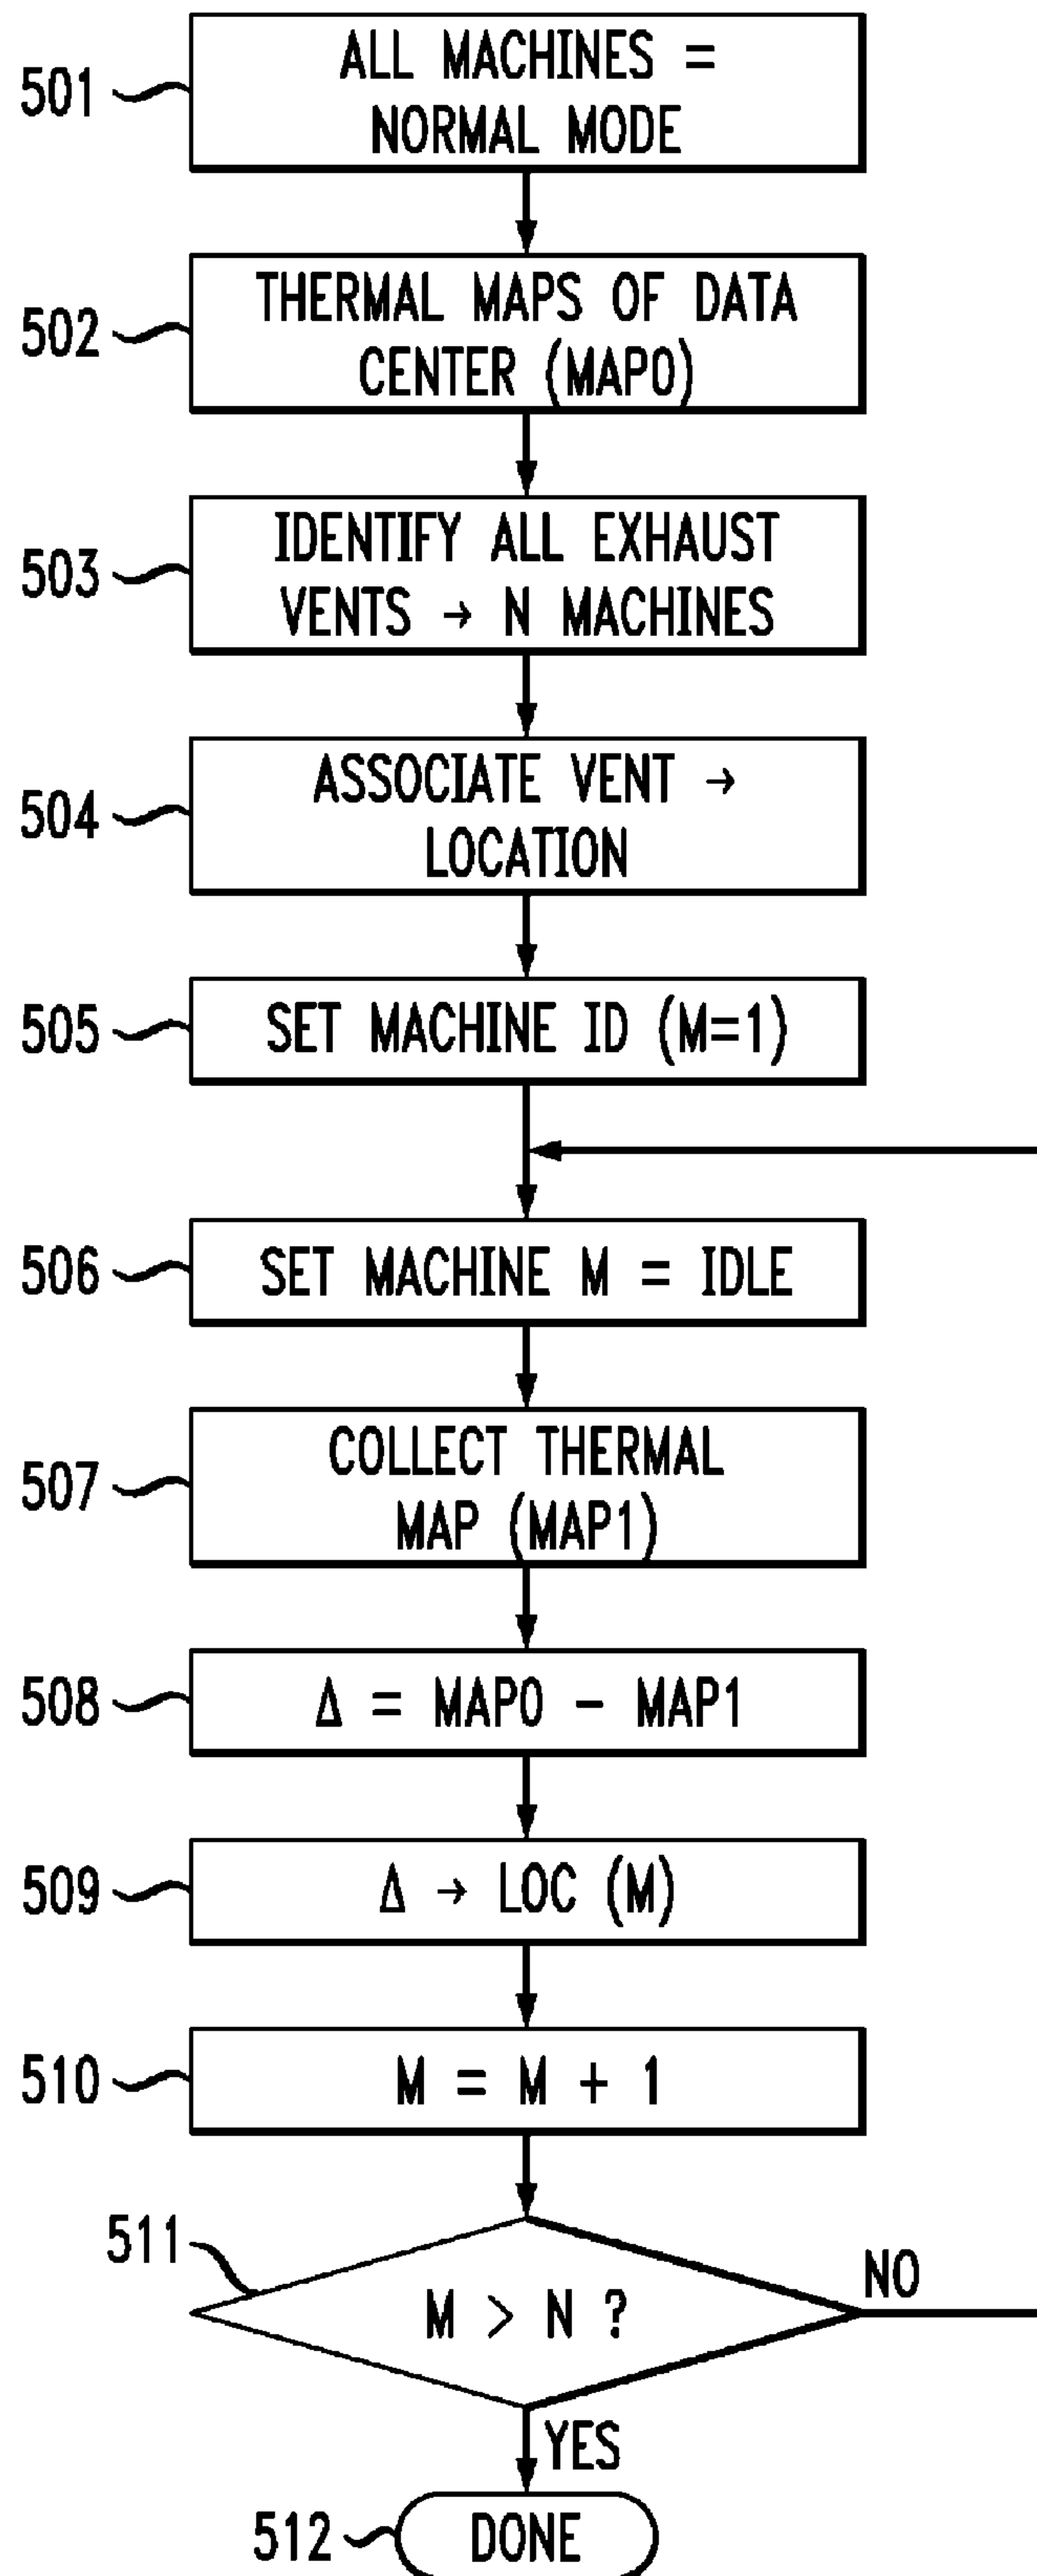 501
ALL MACHINES =
NORMAL MODE
502
THERMAL MAPS OF DATA
CENTER (MAP0)
503
IDENTIFY ALL EXHAUST
VENTS → N MACHINES
504
ASSOCIATE VENT →
LOCATION
505
SET MACHINE ID (M=1)
506
SET MACHINE M = IDLE
507
COLLECT THERMAL
MAP (MAP1)
508
Δ = MAP0 - MAP1
509
Δ → LOC (M)
510
M = M + 1
511
M > N ?
NO
YES
512
DONE